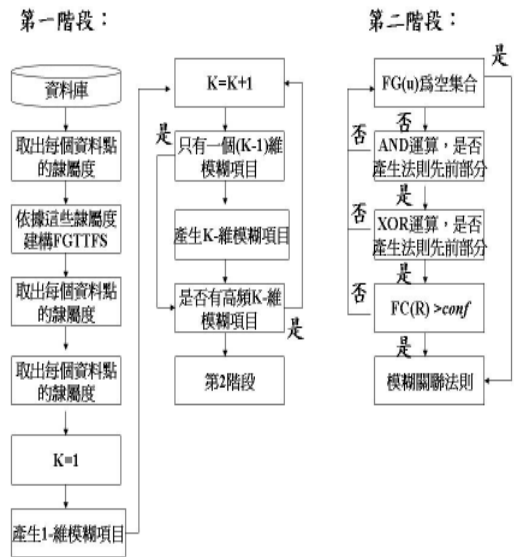 第一階段：
資料庫
取出每個資料點
的隸屬度
依據這些隸屬度
建構FGTTFS
取出每個資料點
的隸屬度
取出每個資料點
的隸屬度
K=1
產生1-維模糊項目
K=K+1
是
只有一個(K-1)維
模糊項目
產生K-維模糊項目
是否有高頻K-維
模糊項目
是
第2階段
第二階段：
是
FG(u)爲空集合
否
否
AND運算，是否
產生法則先前部分
是
否
XOR運算，是否
產生法則先前部分
是
否
FC(R) >conf
是
模糊關聯法則